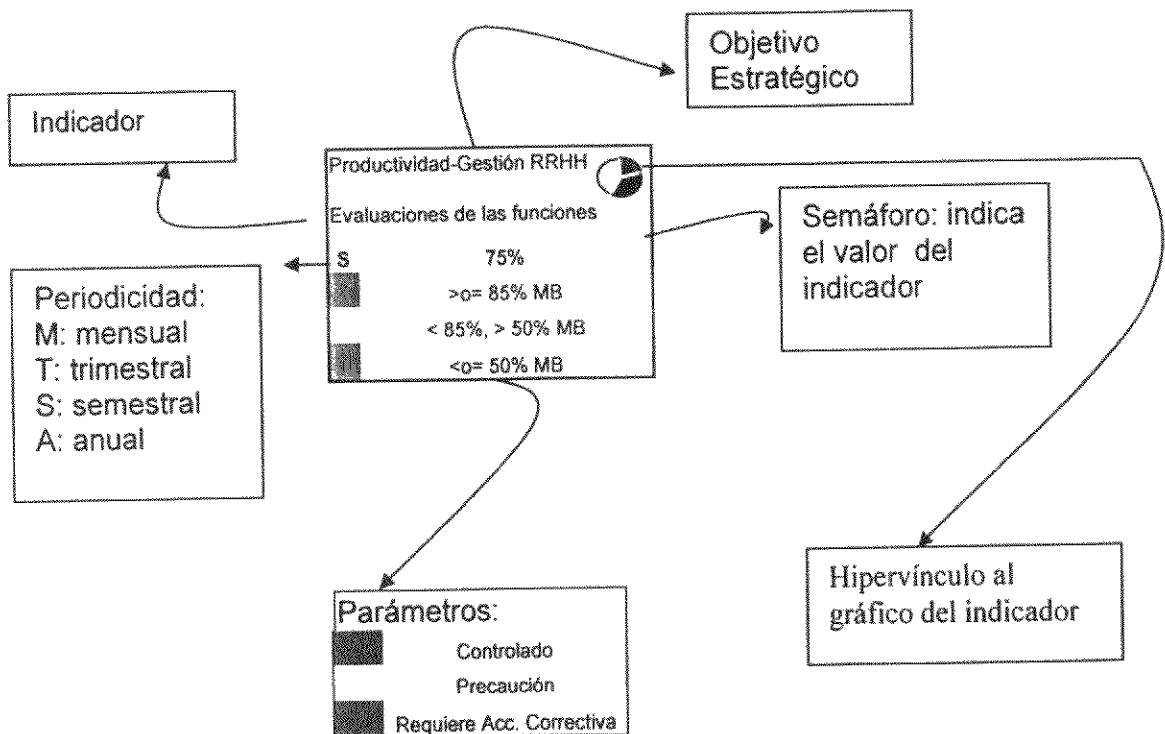 Objetivo
Estratégico
Indicador
Productividad-Gestión RRHH
Evaluaciones de las funciones
S 75%
>o= 85% MB
< 85%, > 50% MB
<o= 50% MB
Semáforo: indica
el valor del
indicador
Periodicidad:
M: mensual
T: trimestral
S: semestral
A: anual
Hipervínculo al
gráfico del indicador
Parámetros:
Controlado
Precaución
Requiere Acc. Correctiva